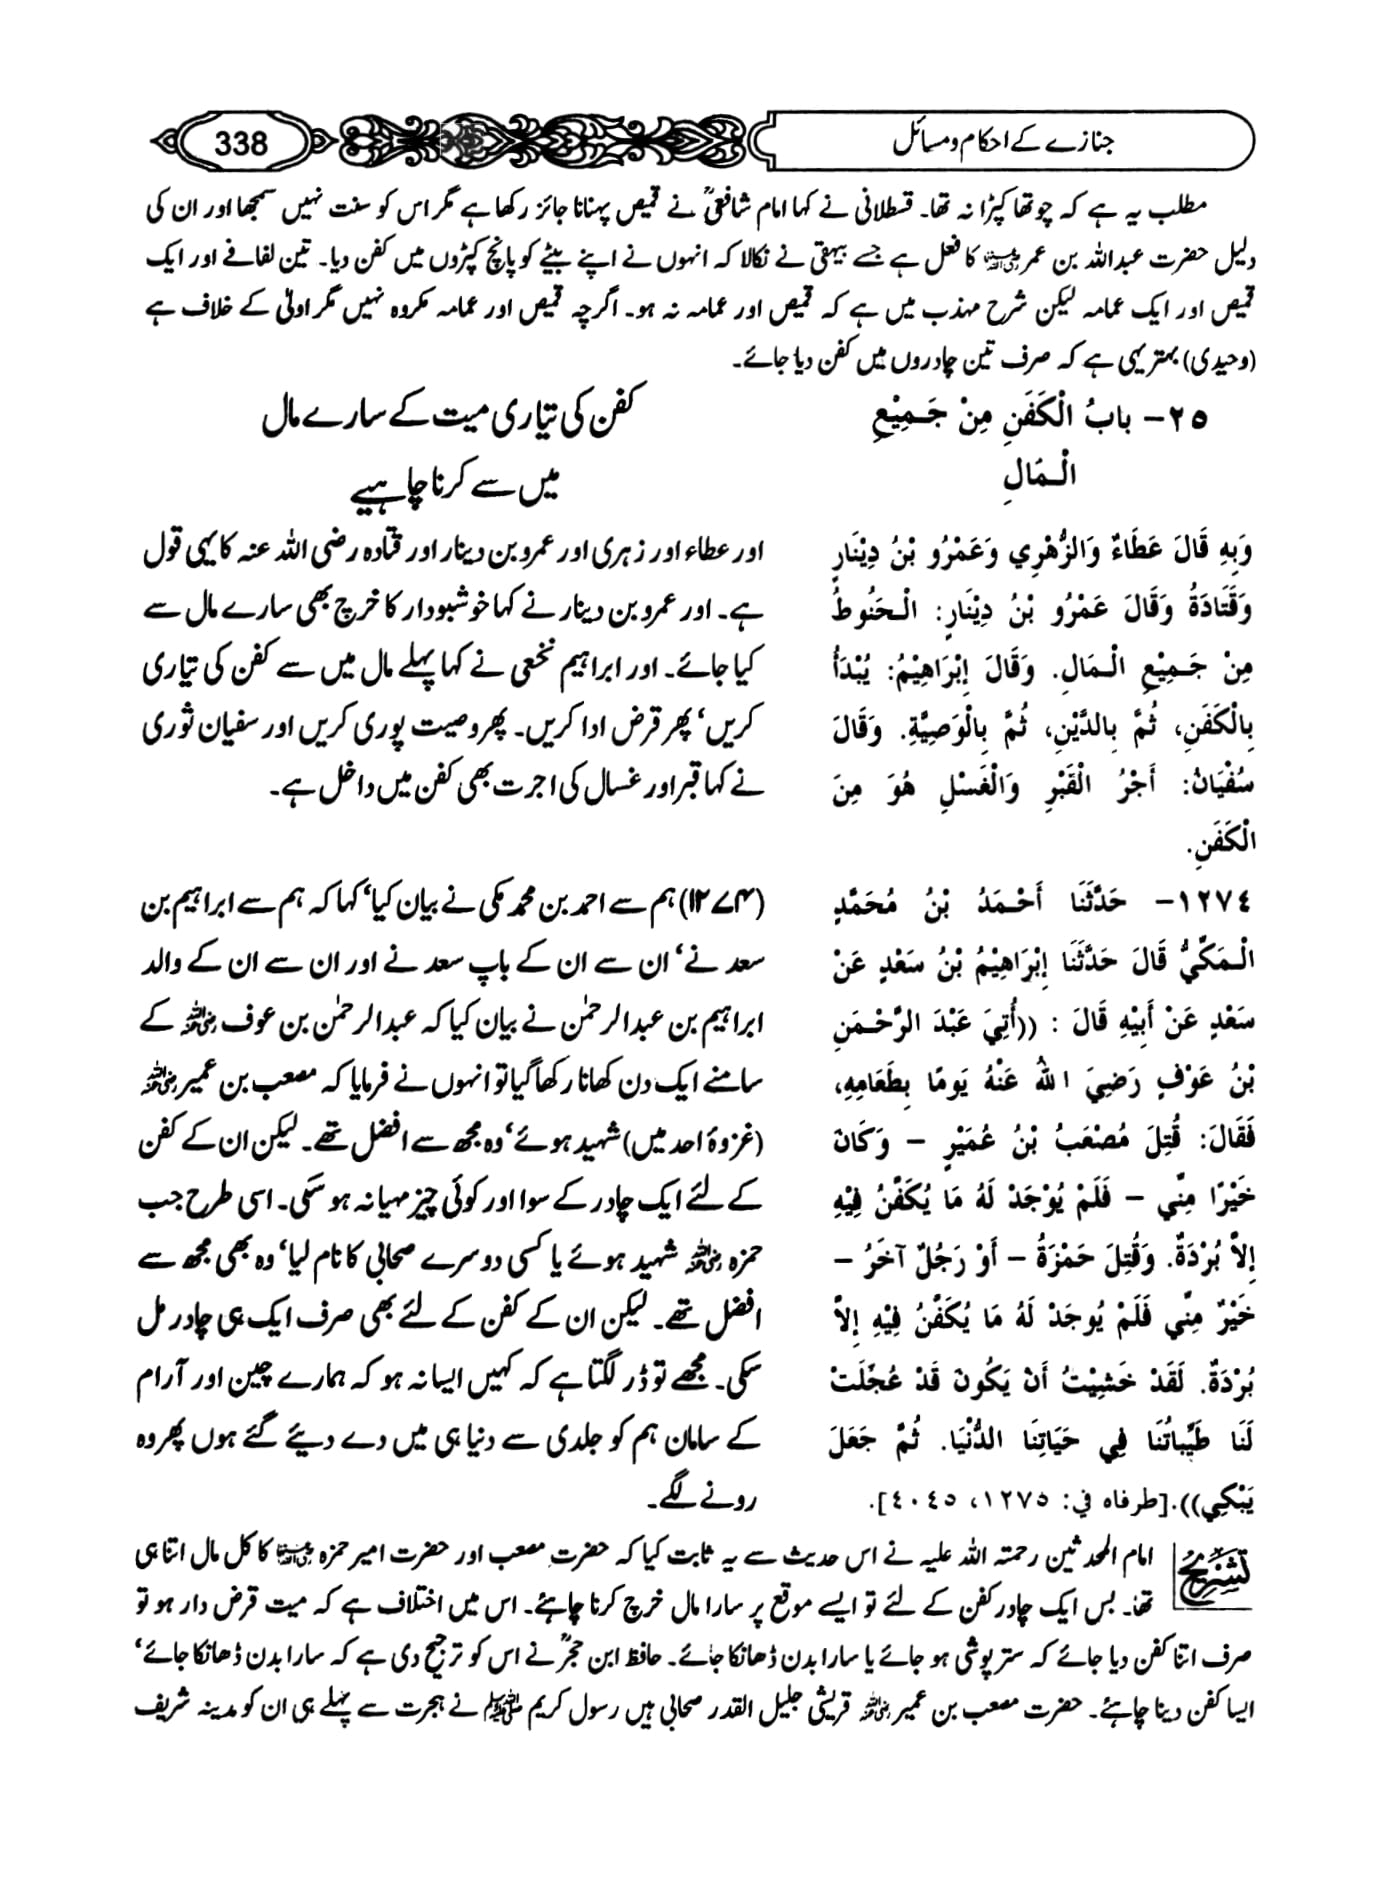 جنازے کے احکام و مسائل
338
مطلب یہ ہے کہ چوتھا کپڑا نہ تھا۔ قسطلانی نے کہا امام شافعیؒ نے قمیص پہنانا جائز رکھا ہے مگر اس کو سنت نہیں سمجھا اور ان کی
دلیل حضرت عبداللہ بن عمر رضی اللہ عنہما کا فعل ہے جسے بیہقی نے نکالا کہ انہوں نے اپنے بیٹے کو پانچ کپڑوں میں کفن دیا۔ تین لفافے اور ایک
قمیص اور ایک عمامہ لیکن شرح مہذب میں ہے کہ قمیص اور عمامہ نہ ہو۔ اگرچہ قمیص اور عمامہ مکروہ نہیں مگر اولیٰ کے خلاف ہے
(وحیدی) بہتر یہی ہے کہ صرف تین چادروں میں کفن دیا جائے۔
٢٥- بابُ الْكَفَنِ مِنْ جَـمِيْعِ
الْـمَالِ
وَبِهِ قَالَ عَطَاءٌ وَالزُّهْرِي وَعَمْرُو بْنُ دِيْنَارٍ
وَقَتَادَةُ وَقَالَ عَمْرُو بْنُ دِيْنَارٍ: الْـحَنُوطُ
مِنْ جَـمِيْعِ الْـمَالِ. وَقَالَ إِبْرَاهِيْمُ: يُبْدَأُ
بِالْكَفَنِ، ثُمَّ بِالدَّيْنِ، ثُمَّ بِالْوَصِيَّةِ. وَقَالَ
سُفْيَانُ: أَجْرُ الْقَبْرِ وَالْغَسْلِ هُوَ مِنَ
الْكَفَنِ.
کفن کی تیاری میت کے سارے مال
میں سے کرنا چاہیے
اور عطاء اور زہری اور عمرو بن دینار اور قتادہ رضی اللہ عنہ کا یہی قول
ہے۔ اور عمرو بن دینار نے کہا خوشبودار کا خرچ بھی سارے مال سے
کیا جائے۔ اور ابراہیم نخعی نے کہا پہلے مال میں سے کفن کی تیاری
کریں‘ پھر قرض ادا کریں۔ پھر وصیت پوری کریں اور سفیان ثوری
نے کہا قبر اور غسال کی اجرت بھی کفن میں داخل ہے۔
١٢٧٤- حَدَّثَنَا أَحْـمَدُ بْنُ مُحَمَّدٍ
الْـمَكِّيُّ قَالَ حَدَّثَنَا إِبْرَاهِيْمُ بْنُ سَعْدٍ عَنْ
سَعْدٍ عَنْ أَبِيْهِ قَالَ : ((أُتِيَ عَبْدَ الرَّحْـمَنِ
بْنُ عَوْفٍ رَضِيَ اللهُ عَنْهُ يَومًا بِطَعَامِهِ،
فَقَالَ: قُتِلَ مُصْعَبُ بْنُ عُمَيْرٍ - وَكَانَ
خَيْرًا مِنِّي - فَلَمْ يُوْجَدْ لَهُ مَا يُكَفَّنُ فِيْهِ
إِلاَّ بُرْدَةٌ. وَقُتِلَ حَمْزَةُ - أَوْ رَجُلٌ آخَرُ -
خَيْرٌ مِنِّي فَلَمْ يُوجَدْ لَهُ مَا يُكَفَّنُ فِيْهِ إِلاَّ
بُرْدَةٌ. لَقَدْ خَشِيْتُ أَنْ يَكُونَ قَدْ عُجِّلَتْ
لَنَا طَيِّباتُنَا فِي حَيَاتِنَا الدُّنْيَا. ثُمَّ جَعَلَ
يَبْكِي)).[طرفاه في: ١٢٧٥، ٤٠٤٥].
(۱۲۷۴) ہم سے احمد بن محمد مکی نے بیان کیا‘ کہا کہ ہم سے ابراہیم بن
سعد نے‘ ان سے ان کے باپ سعد نے اور ان سے ان کے والد
ابراہیم بن عبدالرحمٰن نے بیان کیا کہ عبدالرحمٰن بن عوف رضی اللہ عنہ کے
سامنے ایک دن کھانا رکھا گیا تو انہوں نے فرمایا کہ مصعب بن عمیر رضی اللہ عنہ
(غزوۂ احد میں) شہید ہوئے‘ وہ مجھ سے افضل تھے۔ لیکن ان کے کفن
کے لئے ایک چادر کے سوا اور کوئی چیز مہیا نہ ہو سکی۔ اسی طرح جب
حمزہ رضی اللہ عنہ شہید ہوئے یا کسی دوسرے صحابی کا نام لیا‘ وہ بھی مجھ سے
افضل تھے۔ لیکن ان کے کفن کے لئے بھی صرف ایک ہی چادر مل
سکی۔ مجھے تو ڈر لگتا ہے کہ کہیں ایسا نہ ہو کہ ہمارے چین اور آرام
کے سامان ہم کو جلدی سے دنیا ہی میں دے دیئے گئے ہوں پھر وہ
رونے لگے۔
تشریح
امام المحدثین رحمتہ اللہ علیہ نے اس حدیث سے یہ ثابت کیا کہ حضرت مصعب اور حضرت امیر حمزہ رضی اللہ عنہما کا کل مال اتنا ہی
تھا۔ بس ایک چادر کفن کے لئے تو ایسے موقع پر سارا مال خرچ کرنا چاہئے۔ اس میں اختلاف ہے کہ میت قرض دار ہو تو
صرف اتنا کفن دیا جائے کہ ستر پوشی ہو جائے یا سارا بدن ڈھانکا جائے۔ حافظ ابن حجرؒ نے اس کو ترجیح دی ہے کہ سارا بدن ڈھانکا جائے‘
ایسا کفن دینا چاہئے۔ حضرت مصعب بن عمیر رضی اللہ عنہ قریشی جلیل القدر صحابی ہیں رسول کریم ﷺ نے ہجرت سے پہلے ہی ان کو مدینہ شریف